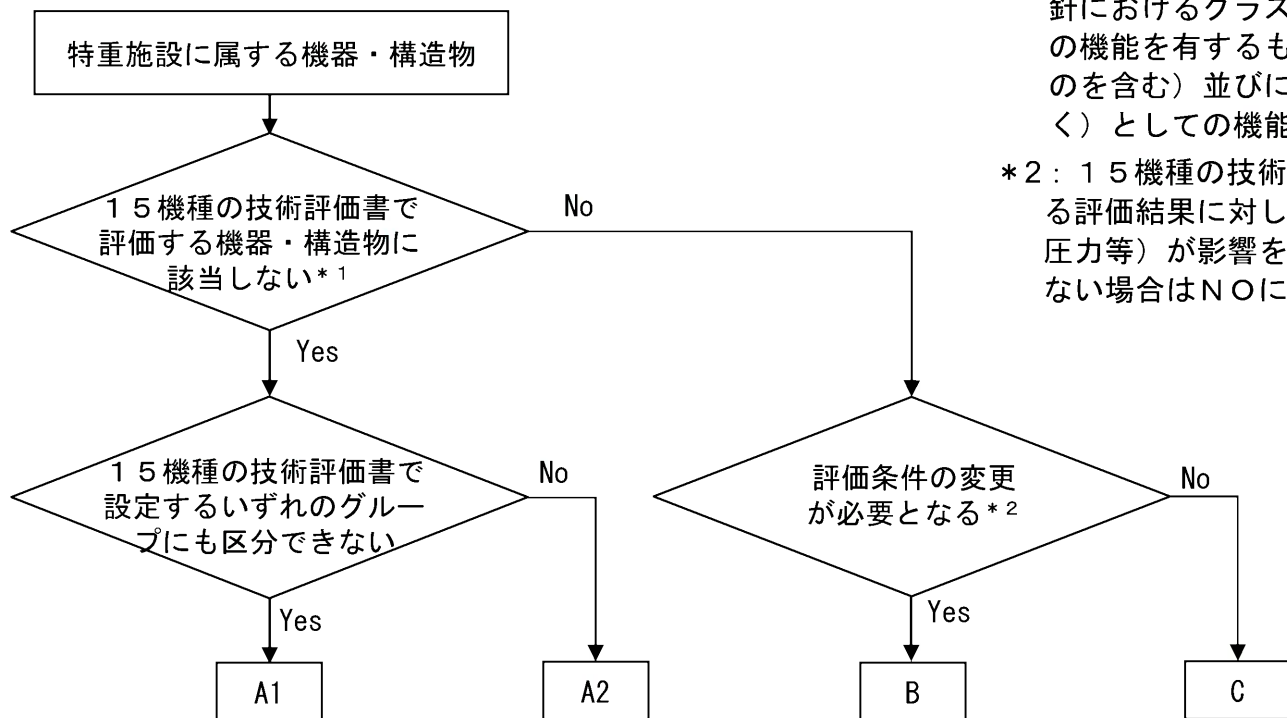 特重施設に属する機器・構造物
１５機種の技術評価書で
評価する機器・構造物に
該当しない*1
No
Yes
１５機種の技術評価書で
設定するいずれのグルー
プにも区分できない
No
Yes
評価条件の変更
が必要となる*2
No
Yes
A1
A2
B
C
針におけるクラス
の機能を有するも
のを含む）並びに
く）としての機能
*2：１５機種の技術
る評価結果に対し
圧力等）が影響を
ない場合はＮＯに